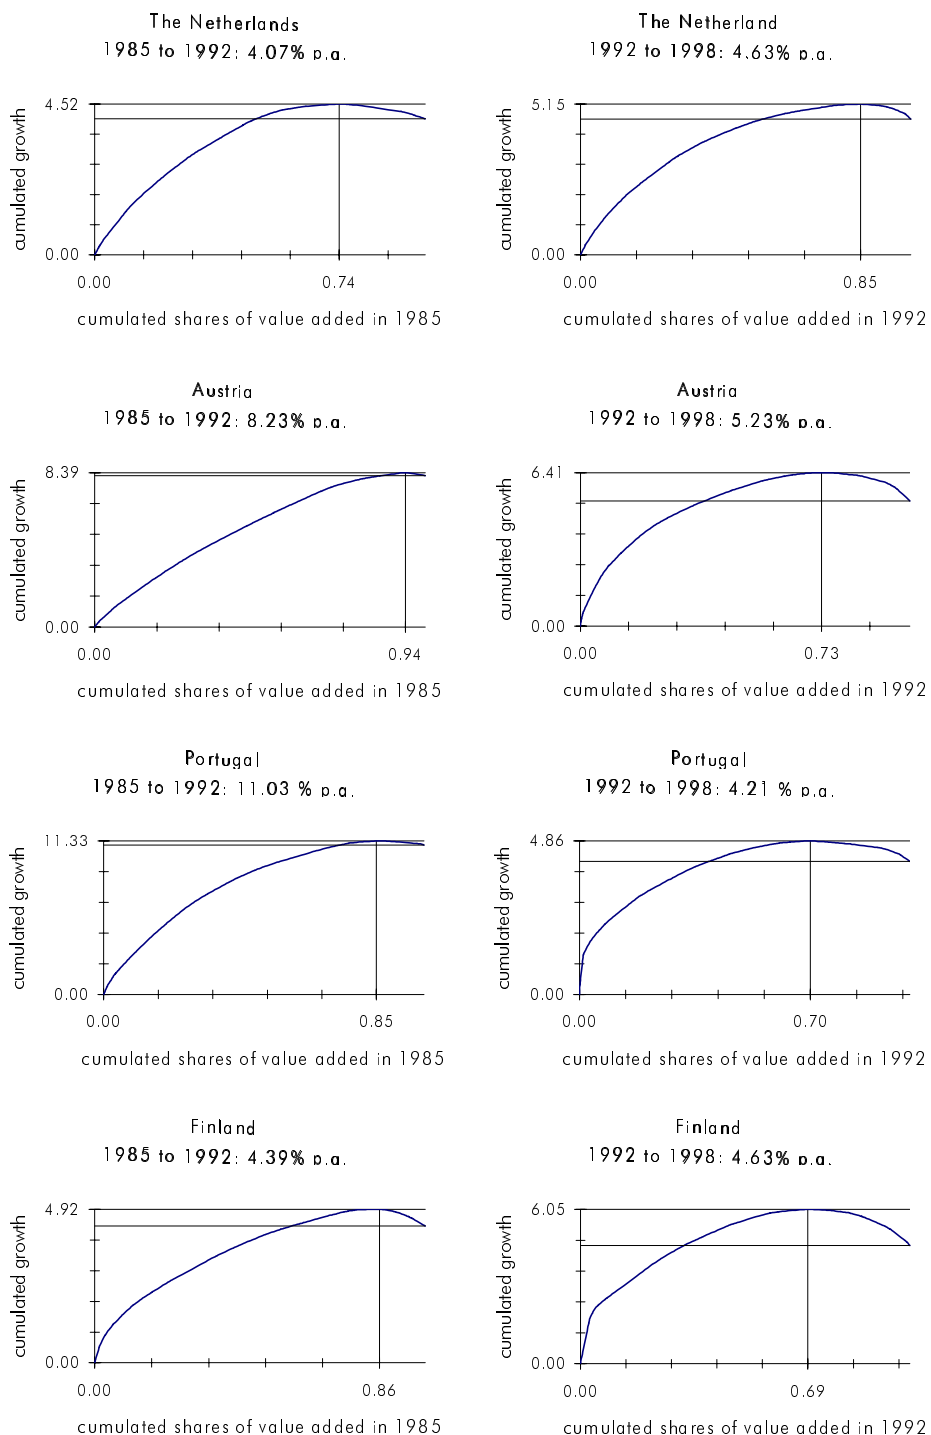 The Netherlands
1985 to 1992: 4.07% p.a.
4.52
cumulated growth
0.00
0.00
0.74
cumulated shares of value added in 1985
The Netherland
1992 to 1998: 4.63% p.a.
5.15
cumulated growth
0.00
0.00
0.85
cumulated shares of value added in 1992
Austria
1985 to 1992: 8.23% p.a.
8.39
cumulated growth
0.00
0.00
0.94
cumulated shares of value added in 1985
Austria
1992 to 1998: 5.23% p.a.
6.41
cumulated growth
0.00
0.00
0.73
cumulated shares of value added in 1992
Portugal
1985 to 1992: 11.03 % p.a.
11.33
cumulated growth
0.00
0.00
0.85
cumulated shares of value added in 1985
Portugal
1992 to 1998: 4.21 % p.a.
4.86
cumulated growth
0.00
0.00
0.70
cumulated shares of value added in 1992
Finland
1985 to 1992: 4.39% p.a.
4.92
cumulated growth
0.00
0.00
0.86
cumulated shares of value added in 1985
Finland
1992 to 1998: 4.63% p.a.
6.05
cumulated growth
0.00
0.00
0.69
cumulated shares of value added in 1992